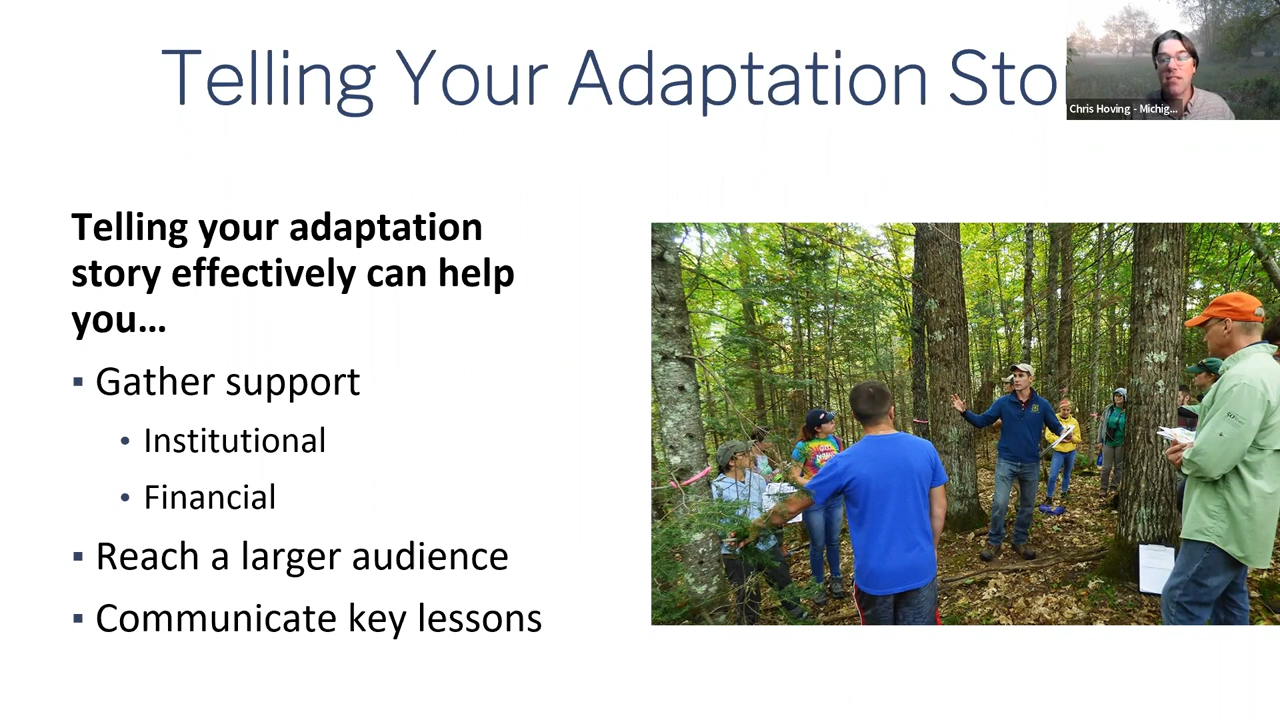 Telling Your Adaptation Sto
Chris Hoving - Michig...
Telling your adaptation
story effectively can help
you...
▪ Gather support
• Institutional
• Financial
▪ Reach a larger audience
▪ Communicate key lessons